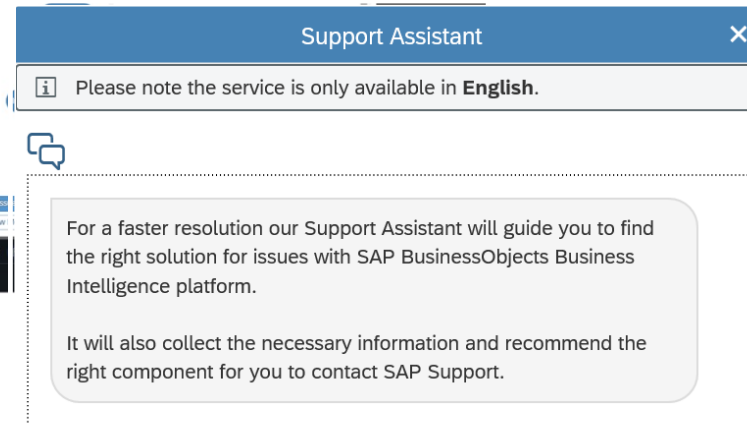 Support Assistant
Please note the service is only available in English.
For a faster resolution our Support Assistant will guide you to find
the right solution for issues with SAP BusinessObjects Business
Intelligence platform.
It will also collect the necessary information and recommend the
right component for you to contact SAP Support.